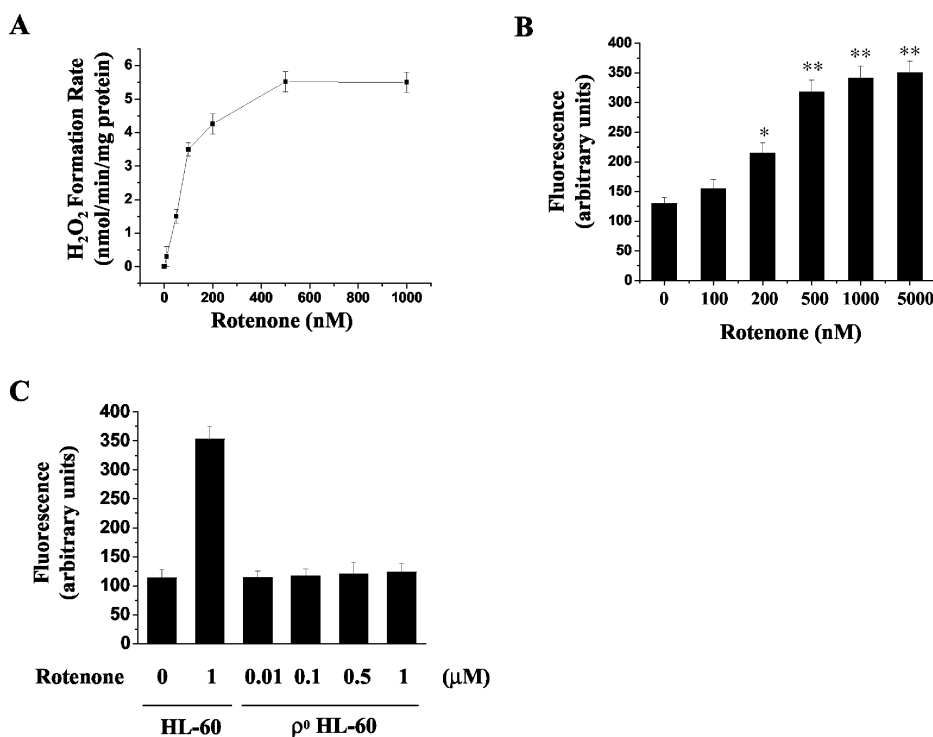 A
H₂O₂ Formation Rate
(nmol/min/mg protein)
6
5
4
3
2
1
0
0 200 400 600 800 1000
Rotenone (nM)
B
Fluorescence
(arbitrary units)
400
350
300
250
200
150
100
50
0
*
**
**
**
0 100 200 500 1000 5000
Rotenone (nM)
C
Fluorescence
(arbitrary units)
400
350
300
250
200
150
100
50
0
Rotenone 0 1 0.01 0.1 0.5 1 (μM)
HL-60 ρ⁰ HL-60